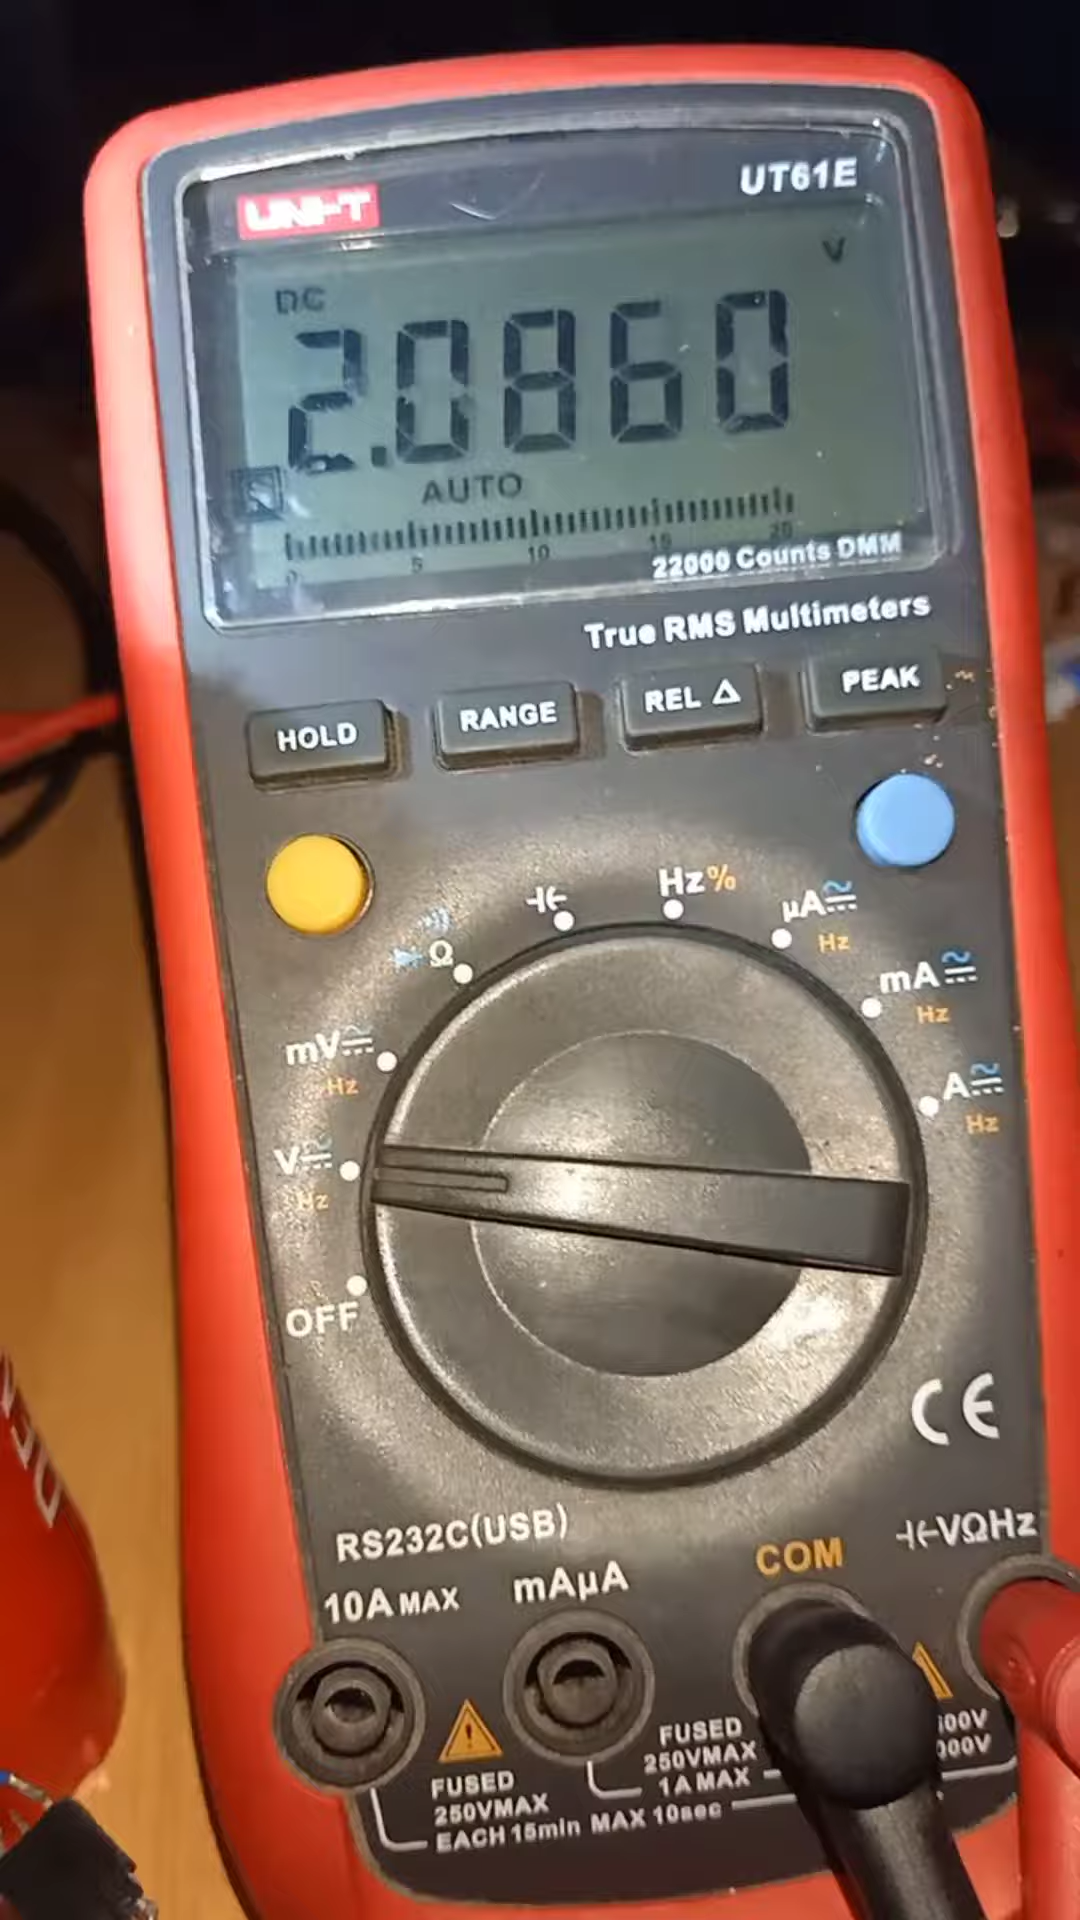 UNI-T
UT61E
V
DC
2.0860
AUTO
0 5 10 15 20
22000 Counts DMM
True RMS Multimeters
HOLD RANGE REL △ PEAK
Hz%
μA
Hz
Ω
mA
Hz
mV
Hz
A
Hz
V
Hz
OFF
CE
RS232C(USB)
10A MAX mAμA COM VΩHz
FUSED
250VMAX
1A MAX
FUSED
250VMAX
EACH 15min MAX 10sec